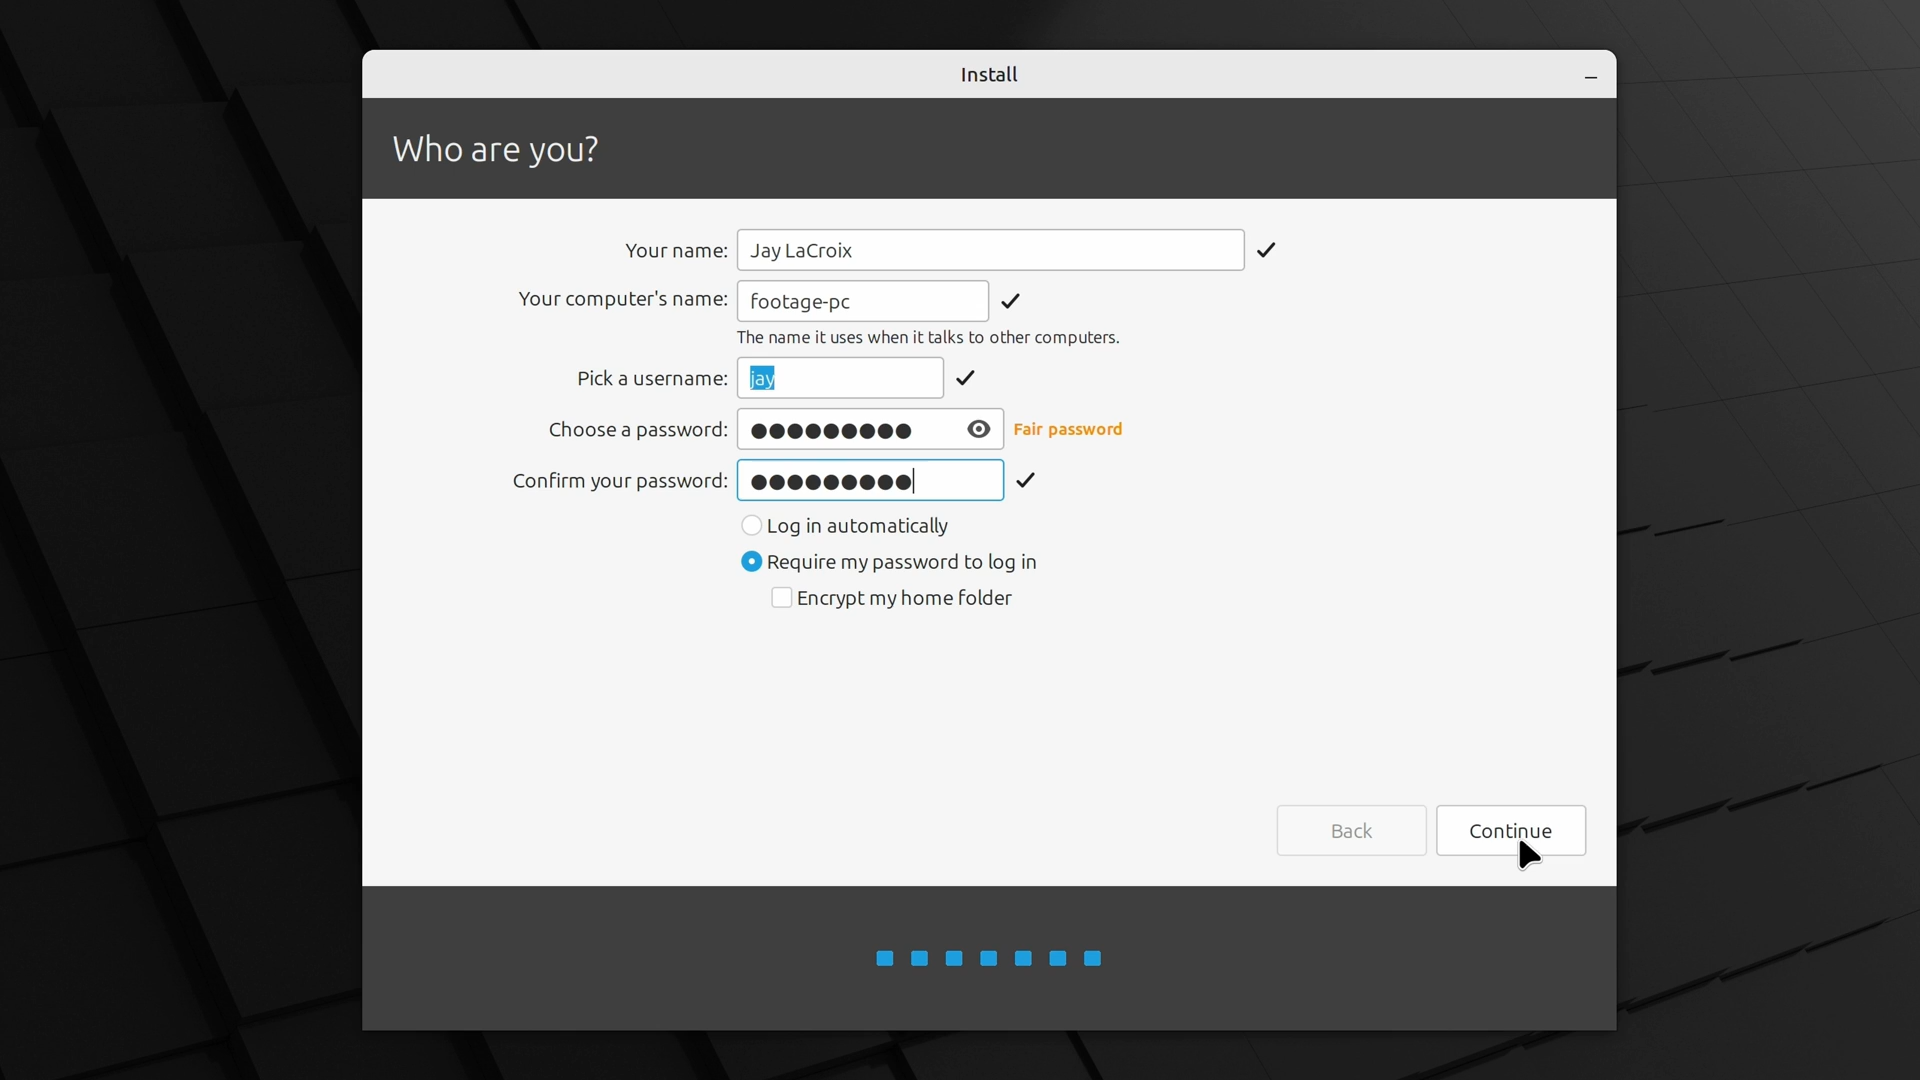 Install
Who are you?
Your name: Jay LaCroix
Your computer's name: footage-pc
The name it uses when it talks to other computers.
Pick a username: jay
Choose a password: ●●●●●●●●● Fair password
Confirm your password: ●●●●●●●●●
Log in automatically
Require my password to log in
Encrypt my home folder
Back Continue